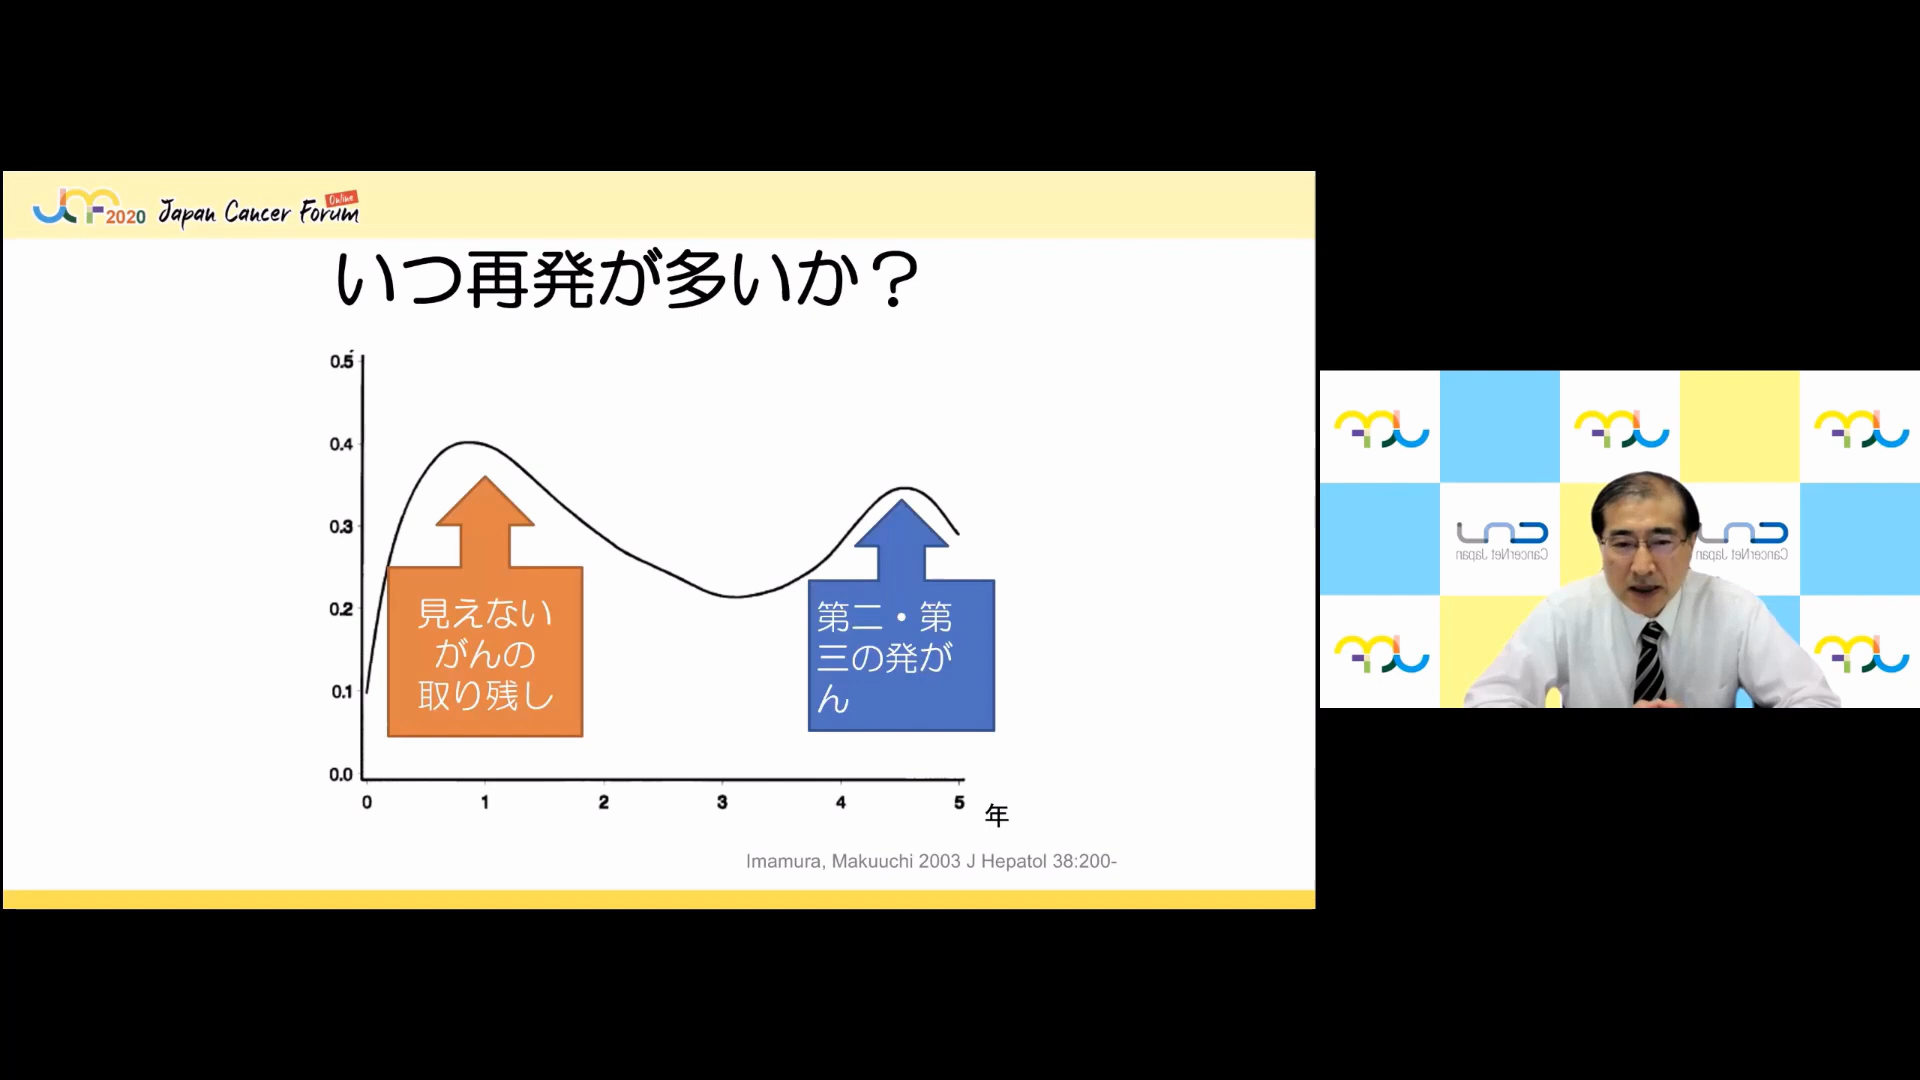 JCF2020 Japan Cancer Forum Online
いつ再発が多いか？
0.5
0.4
0.3
0.2
0.1
0.0
見えない
がんの
取り残し
第二・第
三の発が
ん
0 1 2 3 4 5 年
Imamura, Makuuchi 2003 J Hepatol 38:200-
CancerNet Japan
CancerNet Japan